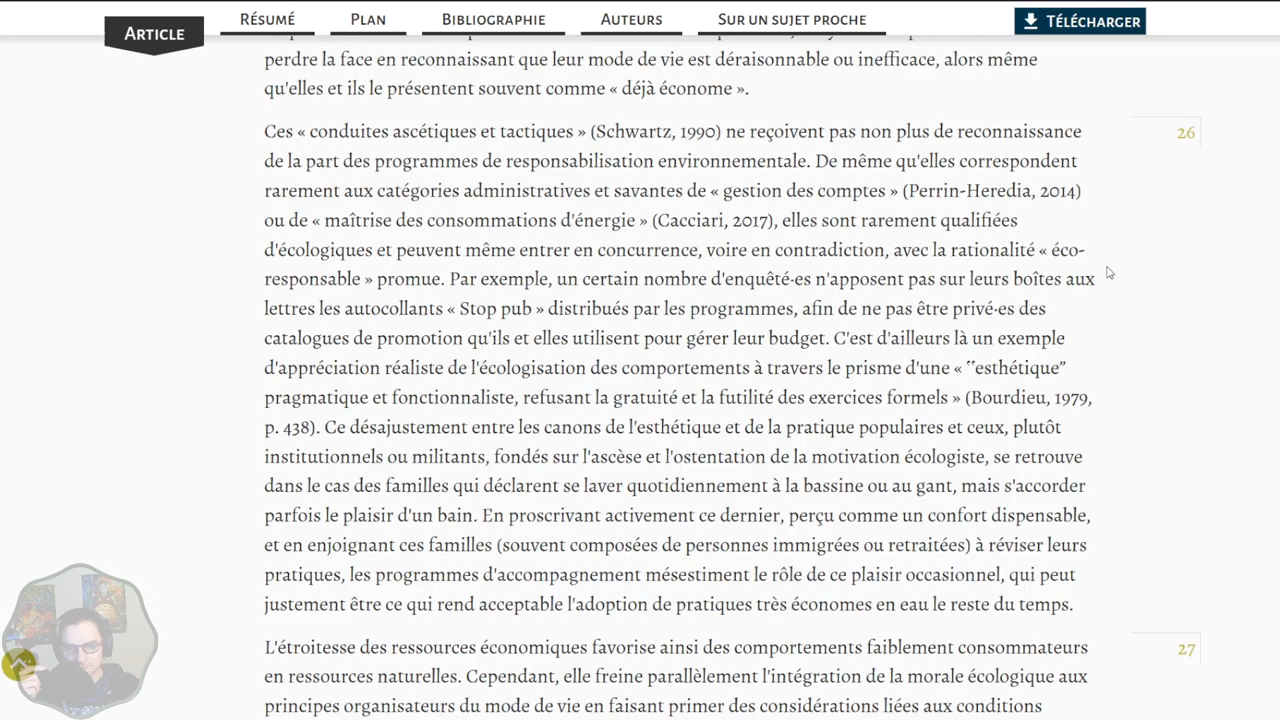 ARTICLE
RÉSUMÉ
PLAN
BIBLIOGRAPHIE
AUTEURS
SUR UN SUJET PROCHE
TÉLÉCHARGER
perdre la face en reconnaissant que leur mode de vie est déraisonnable ou inefficace, alors même
qu'elles et ils le présentent souvent comme « déjà économe ».
Ces « conduites ascétiques et tactiques » (Schwartz, 1990) ne reçoivent pas non plus de reconnaissance
26
de la part des programmes de responsabilisation environnementale. De même qu'elles correspondent
rarement aux catégories administratives et savantes de « gestion des comptes » (Perrin-Heredia, 2014)
ou de « maîtrise des consommations d'énergie » (Cacciari, 2017), elles sont rarement qualifiées
d'écologiques et peuvent même entrer en concurrence, voire en contradiction, avec la rationalité « éco-
responsable » promue. Par exemple, un certain nombre d'enquêté·es n'apposent pas sur leurs boîtes aux
lettres les autocollants « Stop pub » distribués par les programmes, afin de ne pas être privé·es des
catalogues de promotion qu'ils et elles utilisent pour gérer leur budget. C'est d'ailleurs là un exemple
d'appréciation réaliste de l'écologisation des comportements à travers le prisme d'une « ‟esthétique”
pragmatique et fonctionnaliste, refusant la gratuité et la futilité des exercices formels » (Bourdieu, 1979,
p. 438). Ce désajustement entre les canons de l'esthétique et de la pratique populaires et ceux, plutôt
institutionnels ou militants, fondés sur l'ascèse et l'ostentation de la motivation écologiste, se retrouve
dans le cas des familles qui déclarent se laver quotidiennement à la bassine ou au gant, mais s'accorder
parfois le plaisir d'un bain. En proscrivant activement ce dernier, perçu comme un confort dispensable,
et en enjoignant ces familles (souvent composées de personnes immigrées ou retraitées) à réviser leurs
pratiques, les programmes d'accompagnement mésestiment le rôle de ce plaisir occasionnel, qui peut
justement être ce qui rend acceptable l'adoption de pratiques très économes en eau le reste du temps.
L'étroitesse des ressources économiques favorise ainsi des comportements faiblement consommateurs
27
en ressources naturelles. Cependant, elle freine parallèlement l'intégration de la morale écologique aux
principes organisateurs du mode de vie en faisant primer des considérations liées aux conditions